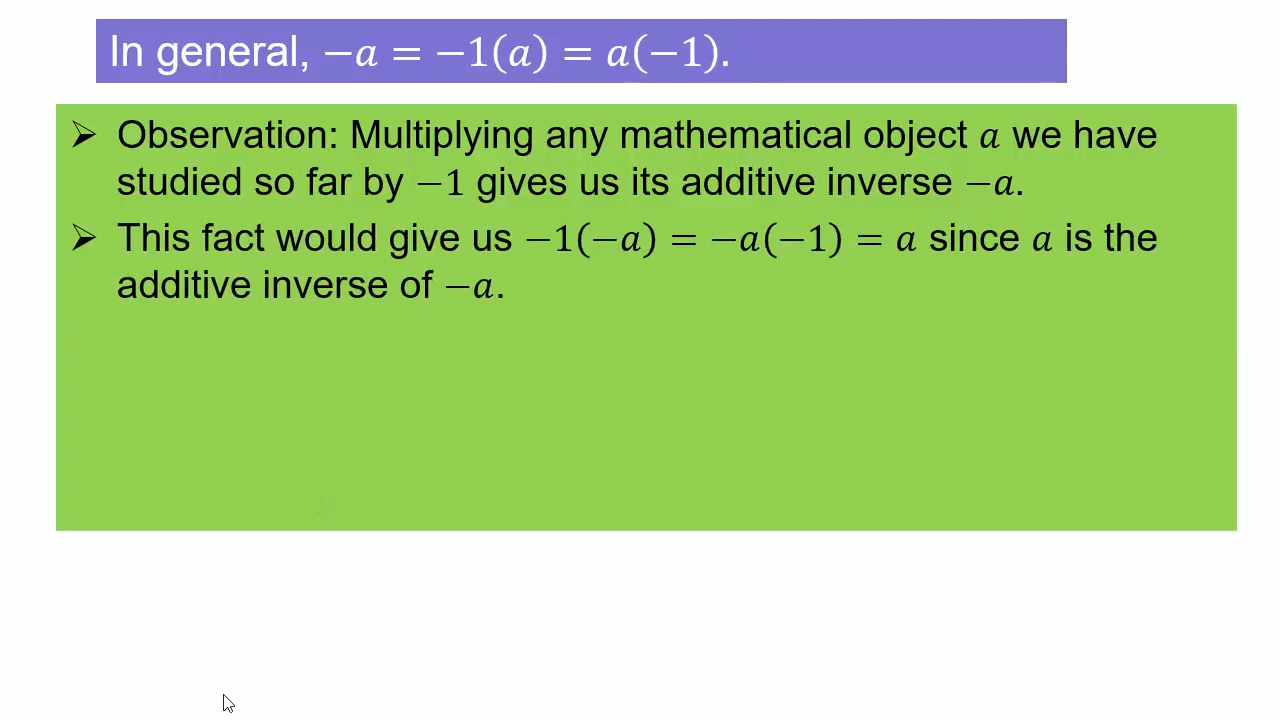 In general, −𝑎 = −1(𝑎) = 𝑎(−1).
➢ Observation: Multiplying any mathematical object 𝑎 we have
studied so far by −1 gives us its additive inverse −𝑎.
➢ This fact would give us −1(−𝑎) = −𝑎(−1) = 𝑎 since 𝑎 is the
additive inverse of −𝑎.